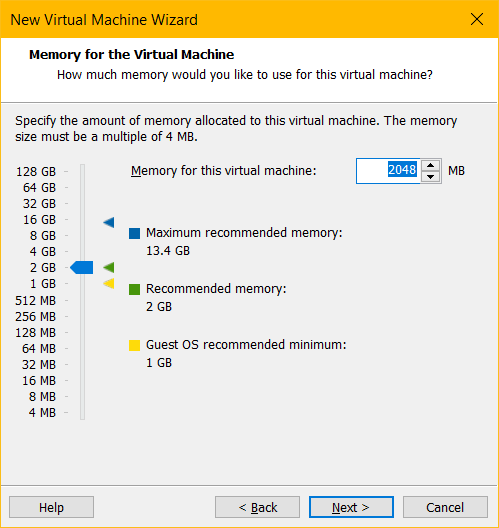 New Virtual Machine Wizard
Memory for the Virtual Machine
How much memory would you like to use for this virtual machine?
Specify the amount of memory allocated to this virtual machine. The memory
size must be a multiple of 4 MB.
Memory for this virtual machine: 2048 MB
128 GB
64 GB
32 GB
16 GB
8 GB
4 GB
2 GB
1 GB
512 MB
256 MB
128 MB
64 MB
32 MB
16 MB
8 MB
4 MB
Maximum recommended memory:
13.4 GB
Recommended memory:
2 GB
Guest OS recommended minimum:
1 GB
Help
< Back
Next >
Cancel